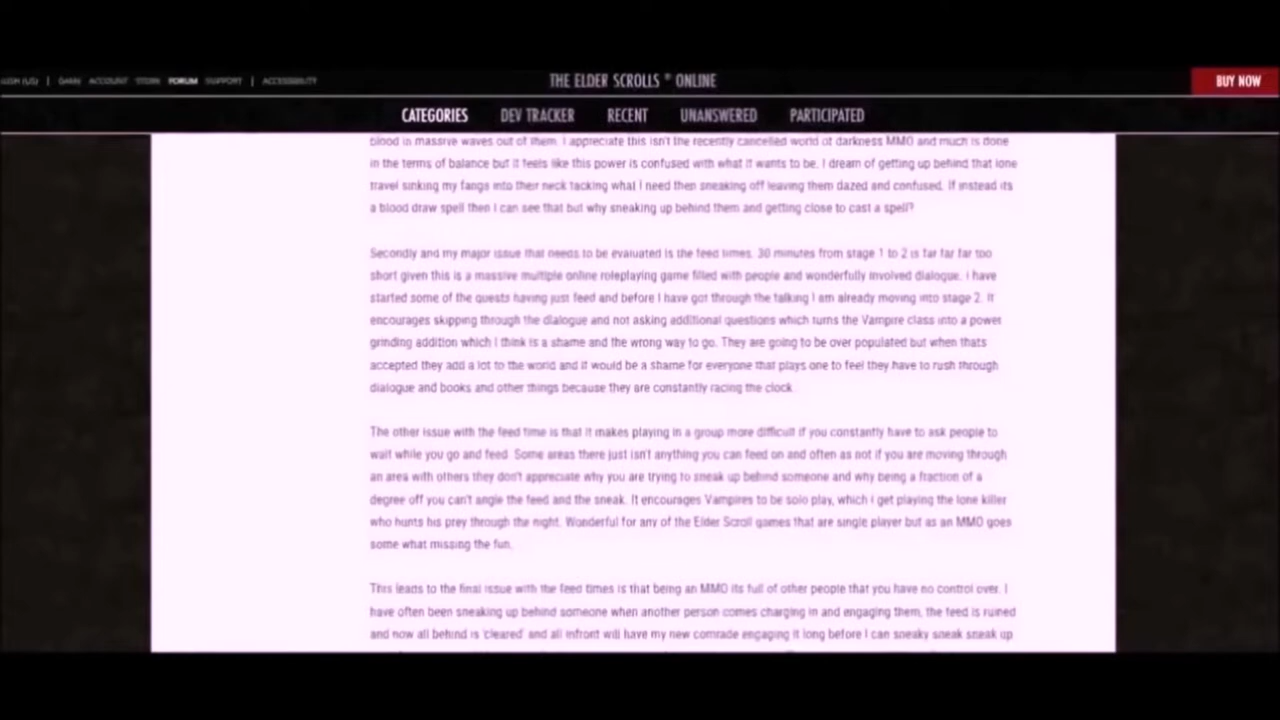 GAME ACCOUNT STORE FORUM SUPPORT | ACCESSIBILITY
THE ELDER SCROLLS ® ONLINE
BUY NOW
CATEGORIES DEV TRACKER RECENT UNANSWERED PARTICIPATED
blood in massive waves out of them. I appreciate this isn't the recently cancelled world of darkness MMO and much is done
in the terms of balance but it feels like this power is confused with what it wants to be. I dream of getting up behind that lone
travel sinking my fangs into their neck tacking what I need then sneaking off leaving them dazed and confused. If instead its
a blood draw spell then I can see that but why sneaking up behind them and getting close to cast a spell?
Secondly and my major issue that needs to be evaluated is the feed times. 30 minutes from stage 1 to 2 is far far far too
short given this is a massive multiple online roleplaying game filled with people and wonderfully involved dialogue. I have
started some of the quests having just feed and before I have got through the talking I am already moving into stage 2. It
encourages skipping through the dialogue and not asking additional questions which turns the Vampire class into a power
grinding addition which I think is a shame and the wrong way to go. They are going to be over populated but when thats
accepted they add a lot to the world and it would be a shame for everyone that plays one to feel they have to rush through
dialogue and books and other things because they are constantly racing the clock.
The other issue with the feed time is that it makes playing in a group more difficult if you constantly have to ask people to
wait while you go and feed. Some areas there just isn't anything you can feed on and often as not if you are moving through
an area with others they don't appreciate why you are trying to sneak up behind someone and why being a fraction of a
degree off you can't angle the feed and the sneak. It encourages Vampires to be solo play, which i get playing the lone killer
who hunts his prey through the night. Wonderful for any of the Elder Scroll games that are single player but as an MMO goes
some what missing the fun.
This leads to the final issue with the feed times is that being an MMO its full of other people that you have no control over. I
have often been sneaking up behind someone when another person comes charging in and engaging them, the feed is ruined
and now all behind is 'cleared' and all infront will have my new comrade engaging it long before I can sneaky sneak sneak up